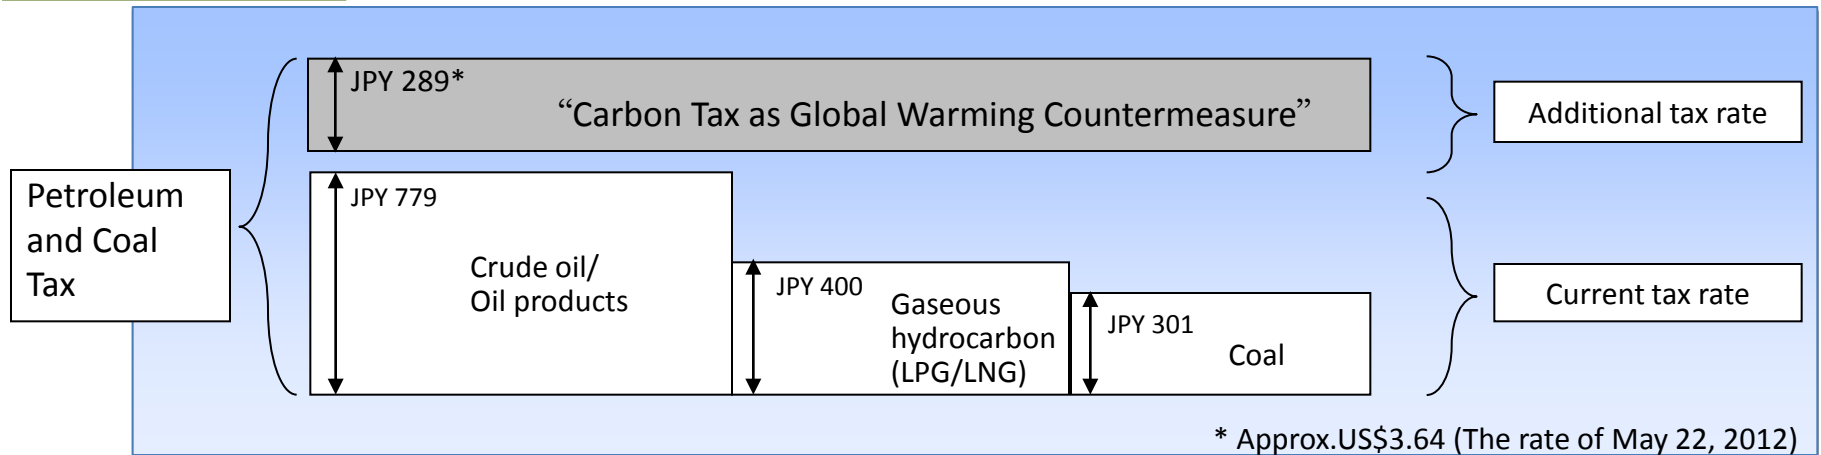 JPY 289*
“Carbon Tax as Global Warming Countermeasure”
Additional tax rate
Petroleum
and Coal
Tax
JPY 779
Crude oil/
Oil products
JPY 400
Gaseous
hydrocarbon
(LPG/LNG)
JPY 301
Coal
Current tax rate
* Approx.US$3.64 (The rate of May 22, 2012)